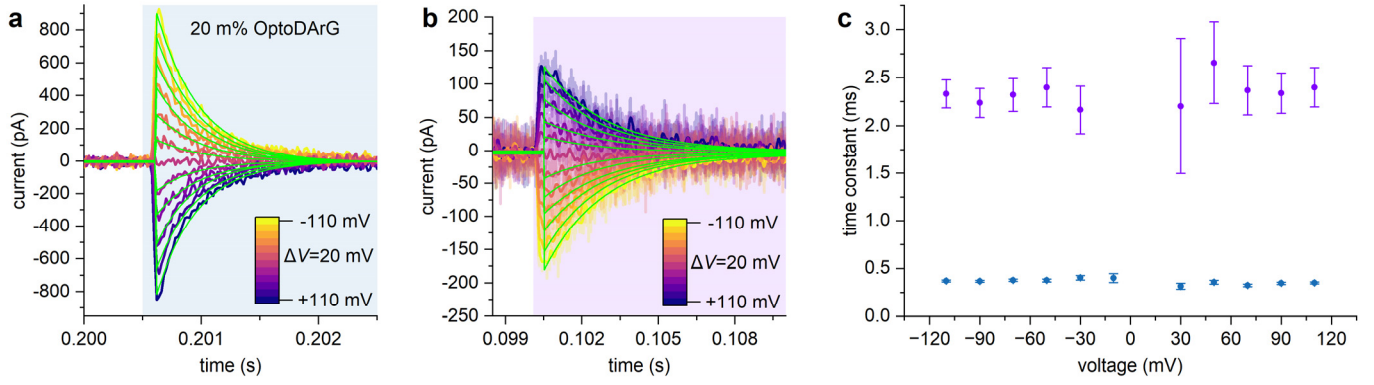 a
20 m% OptoDArG
800
600
400
200
0
−200
−400
−600
−800
current (pA)
-110 mV
ΔV=20 mV
+110 mV
0.200
0.201
0.202
time (s)
b
200
150
100
50
0
-50
-100
-150
-200
-250
current (pA)
-110 mV
ΔV=20 mV
+110 mV
0.099
0.102
0.105
0.108
time (s)
c
3.0
2.5
2.0
1.5
1.0
0.5
0.0
time constant (ms)
−120
−90
−60
−30
0
30
60
90
120
voltage (mV)